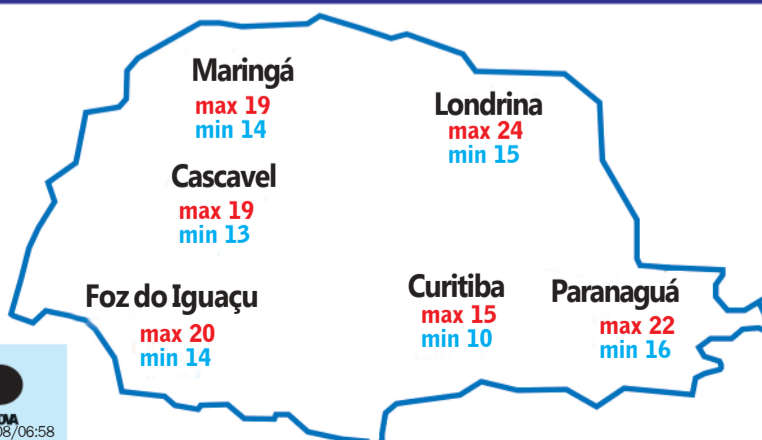 Maringá
max 19
min 14
Londrina
max 24
min 15
Cascavel
max 19
min 13
Foz do Iguaçu
max 20
min 14
Curitiba
max 15
min 10
Paranaguá
max 22
min 16
08/06:58